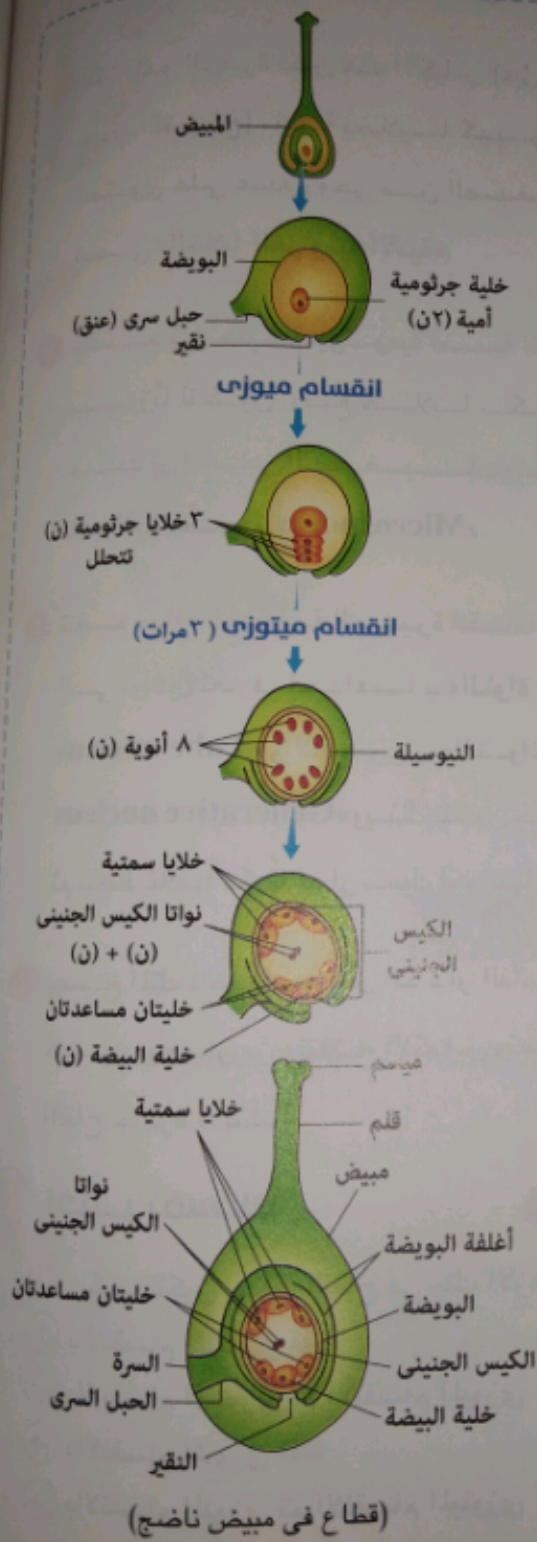 المبيض
البويضة
خلية جرثومية
أمية (٢ن)
حبل سرى (عنق)
نقير
انقسام ميوزى
٣ خلايا جرثومية (ن)
تتحلل
انقسام ميتوزى (٣ مرات)
٨ أنوية (ن)
النيوسيلة
خلايا سمتية
نواتا الكيس الجنينى
(ن) + (ن)
الكيس
الجنينى
خليتان مساعدتان
خلية البيضة (ن)
ميسم
خلايا سمتية
قلم
مبيض
نواتا
الكيس الجنينى
أغلفة البويضة
خليتان مساعدتان
البويضة
السرة
الكيس الجنينى
الحبل السرى
خلية البيضة
النقير
(قطاع فى مبيض ناضج)